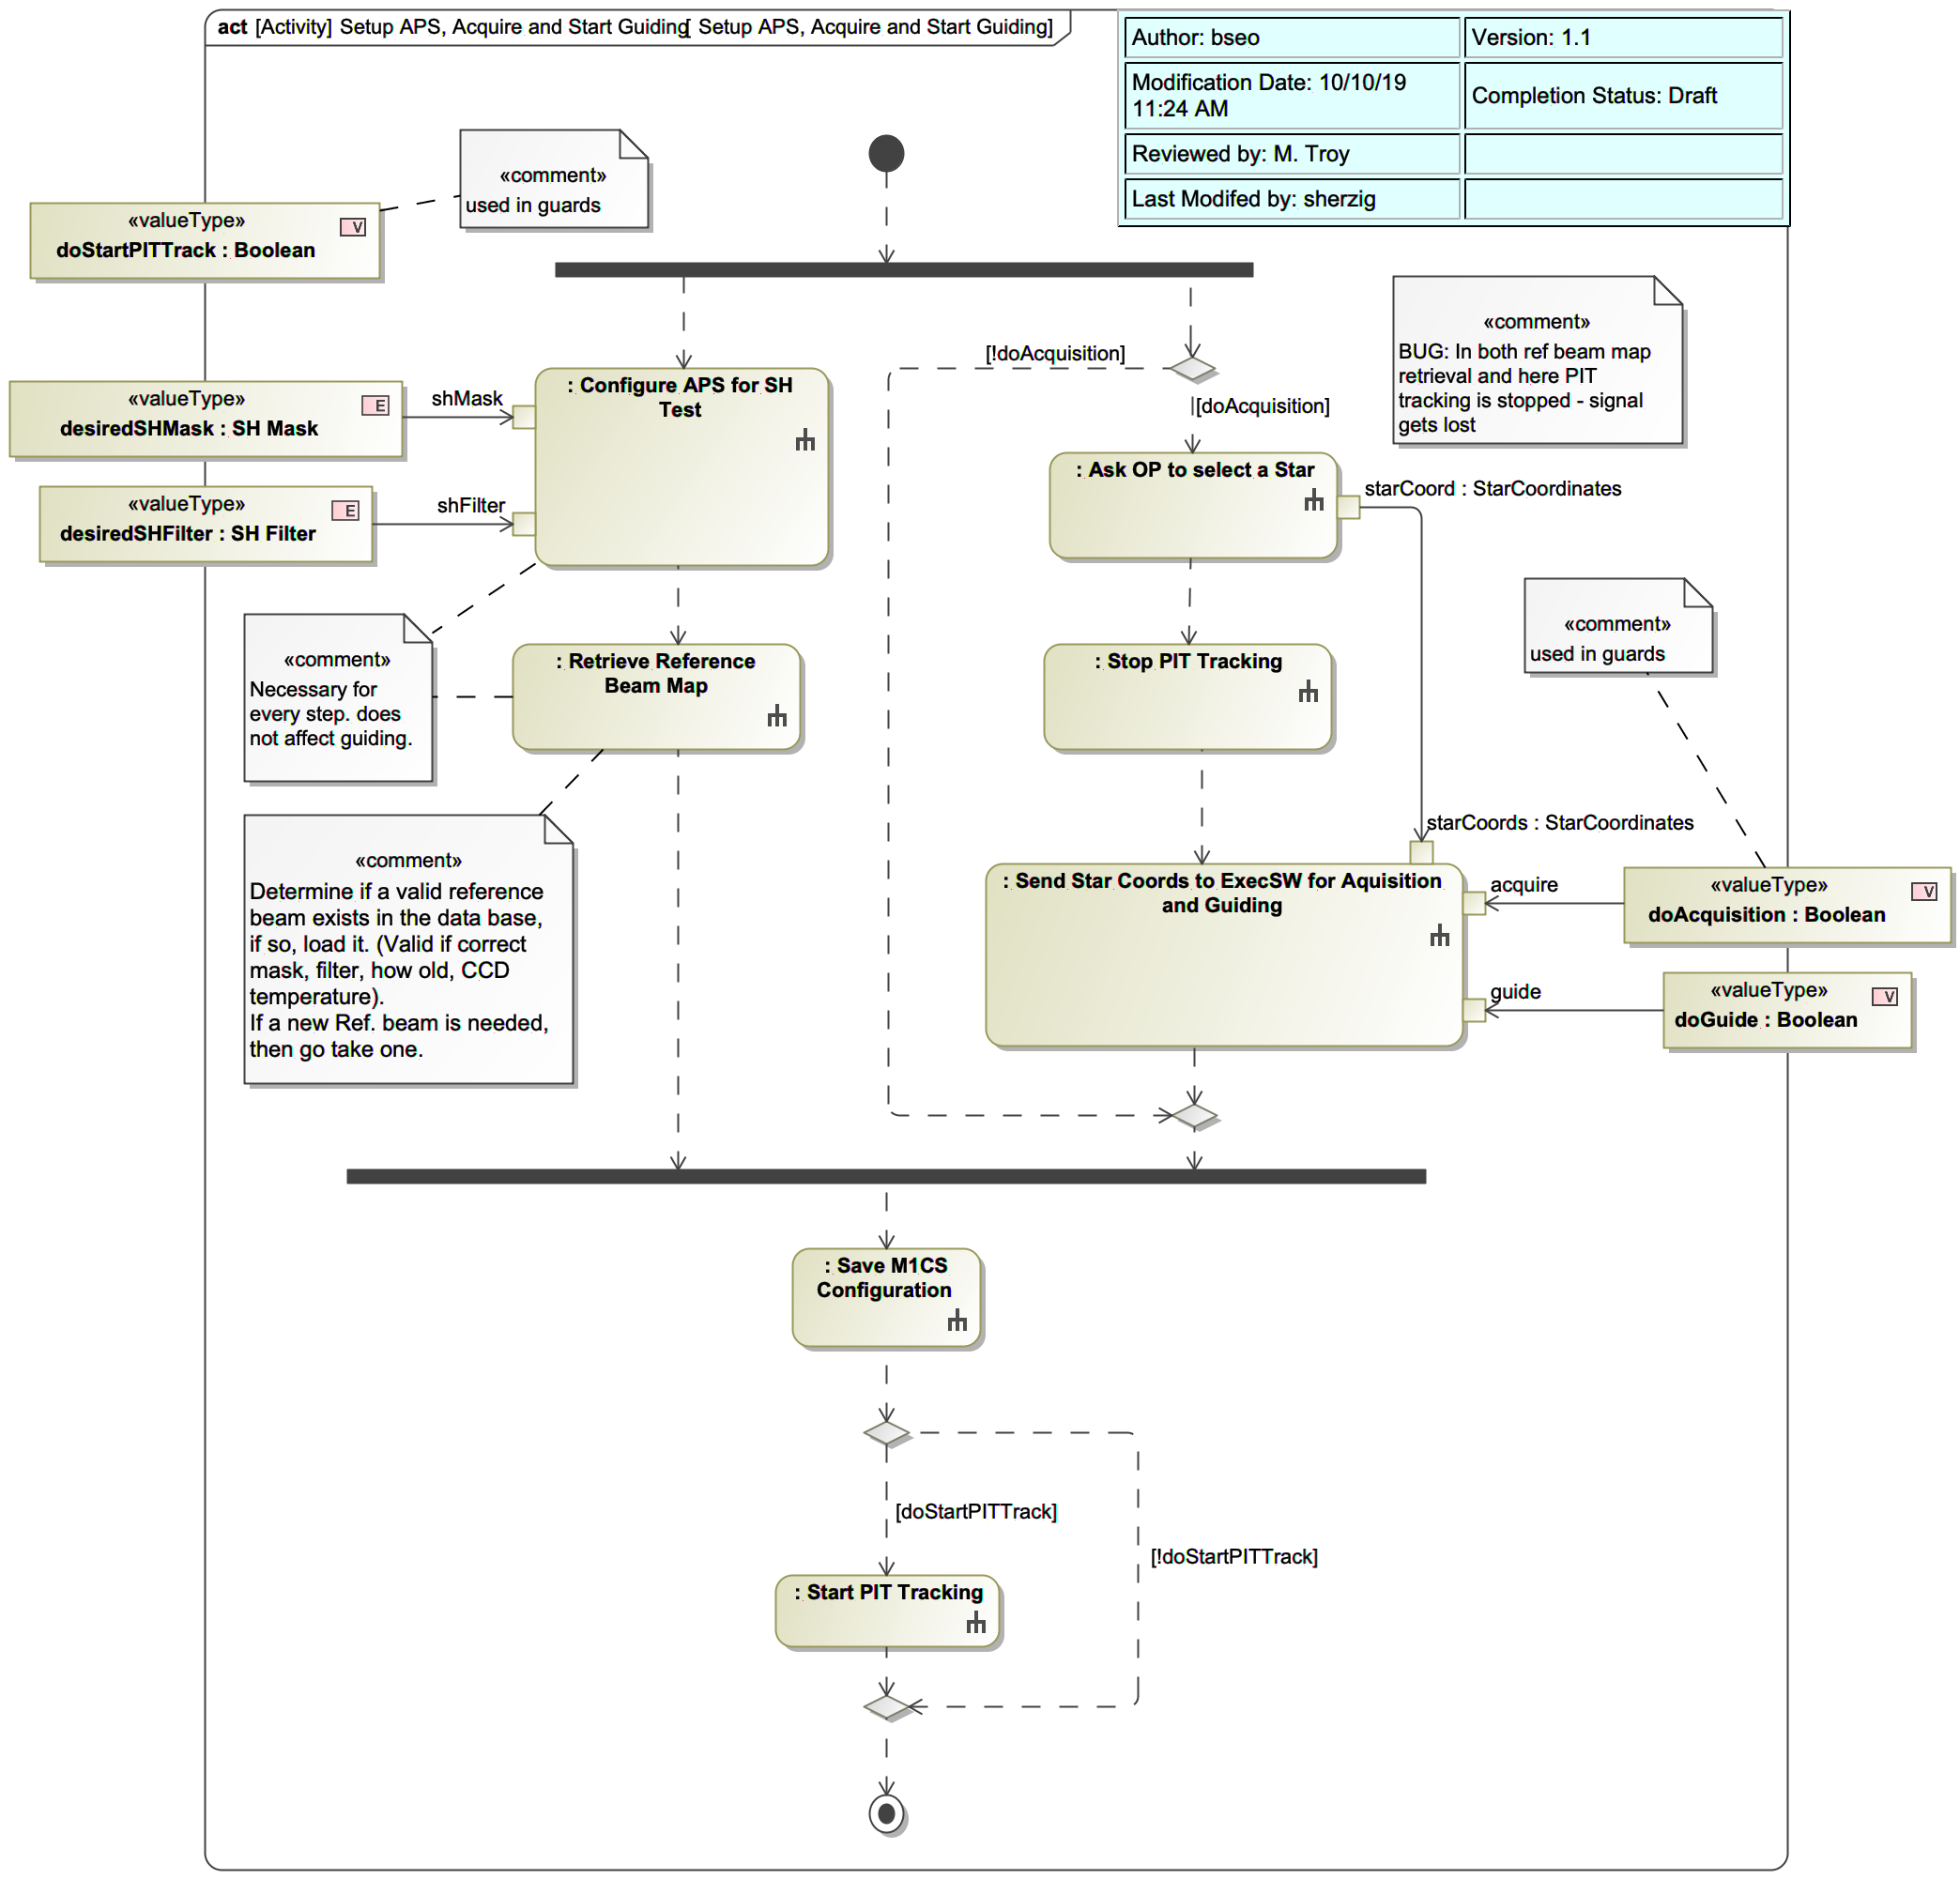 act [Activity] Setup APS, Acquire and Start Guiding[ Setup APS, Acquire and Start Guiding]
Author: bseo
Version: 1.1
Modification Date: 10/10/19
11:24 AM
Completion Status: Draft
Reviewed by: M. Troy
Last Modifed by: sherzig
«comment»
used in guards
«valueType»
V
doStartPITTrack : Boolean
«comment»
BUG: In both ref beam map
retrieval and here PIT
tracking is stopped - signal
gets lost
«valueType»
E
desiredSHMask : SH Mask
shMask
«valueType»
E
desiredSHFilter : SH Filter
shFilter
: Configure APS for SH
Test
[!doAcquisition]
[doAcquisition]
: Ask OP to select a Star
starCoord : StarCoordinates
«comment»
Necessary for
every step. does
not affect guiding.
: Retrieve Reference
Beam Map
: Stop PIT Tracking
«comment»
used in guards
«comment»
Determine if a valid reference
beam exists in the data base,
if so, load it. (Valid if correct
mask, filter, how old, CCD
temperature).
If a new Ref. beam is needed,
then go take one.
starCoords : StarCoordinates
: Send Star Coords to ExecSW for Aquisition
and Guiding
acquire
«valueType»
V
doAcquisition : Boolean
guide
«valueType»
V
doGuide : Boolean
: Save M1CS
Configuration
[doStartPITTrack]
[!doStartPITTrack]
: Start PIT Tracking